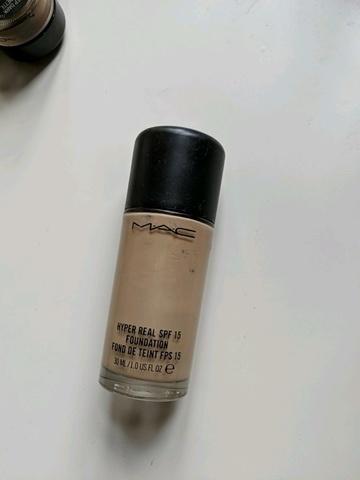 MAC
HYPER REAL SPF 15
FOUNDATION
FOND DE TEINT FPS 15
30 ML / 1.0 US FL OZ ℮